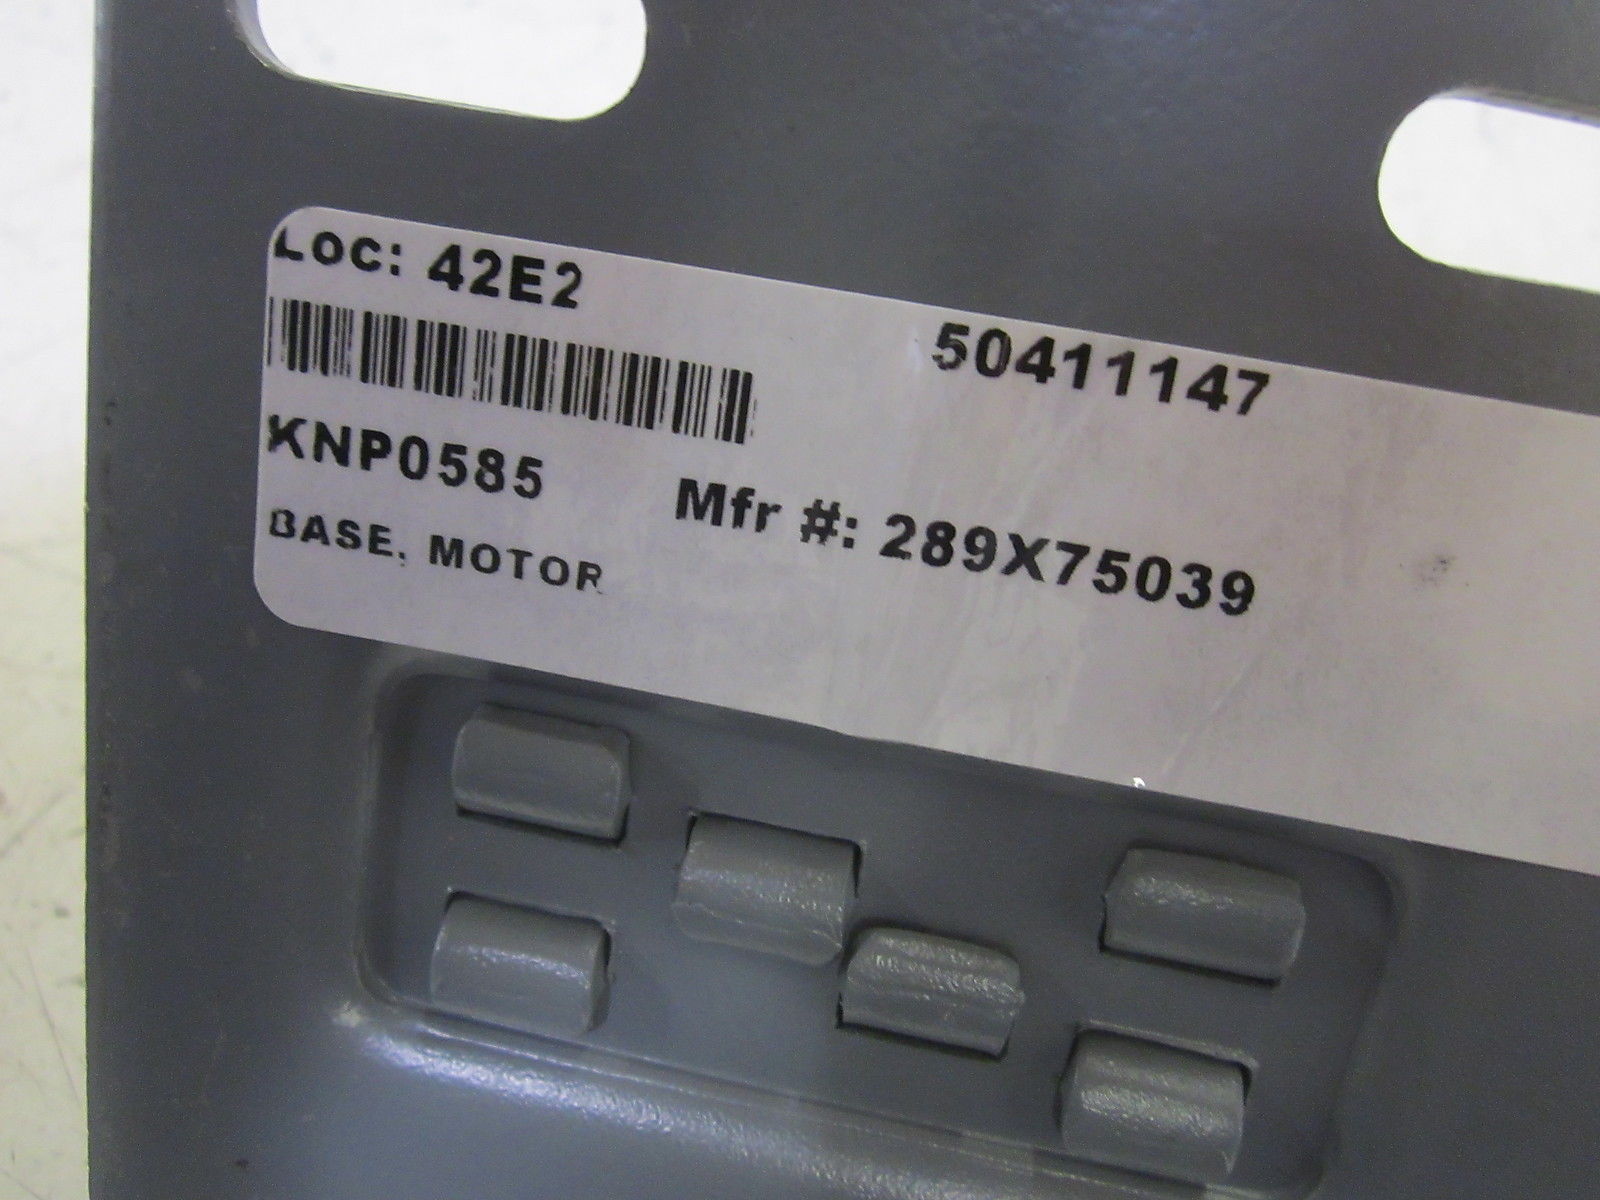 Loc: 42E2
50411147
KNP0585
Mfr #: 289X75039
BASE, MOTOR